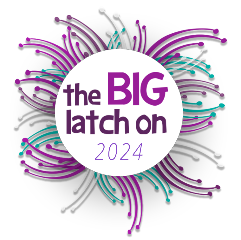 the BIG
latch on
2024